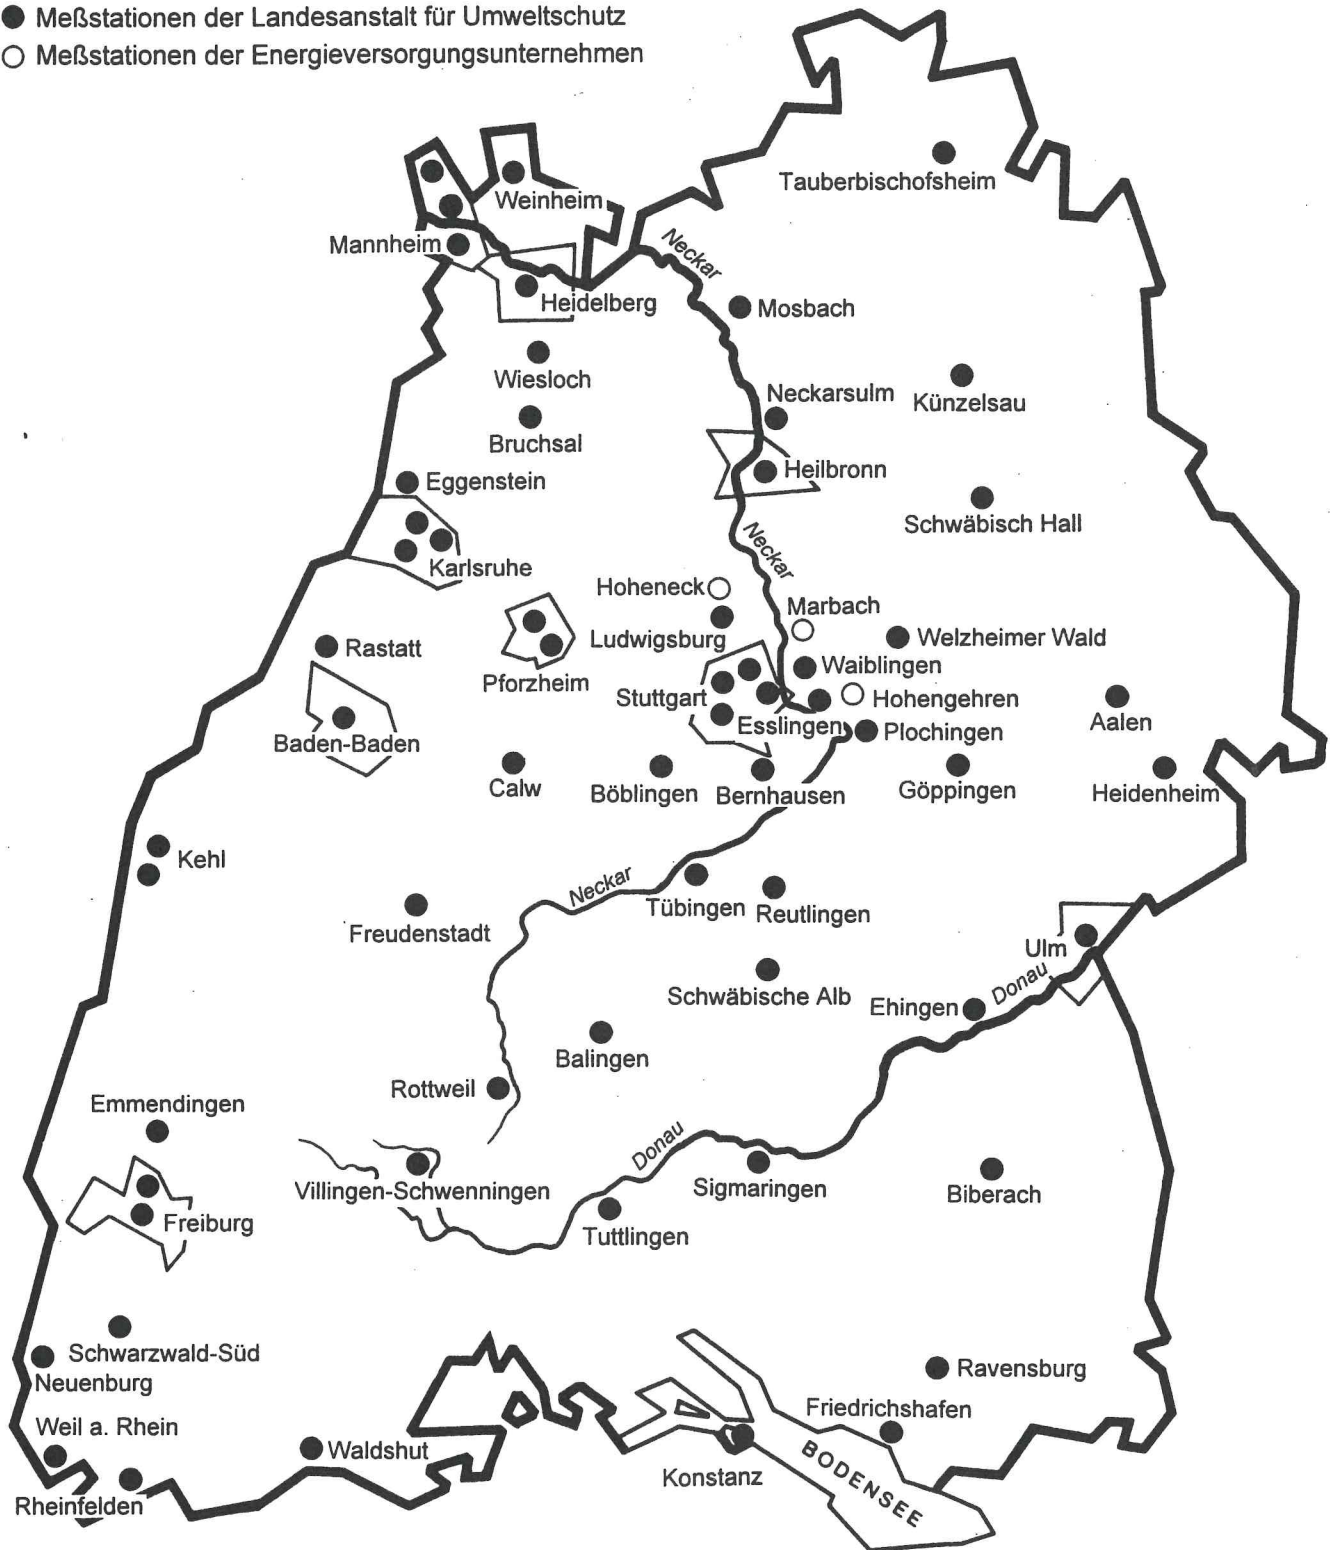 Meßstationen der Landesanstalt für Umweltschutz
Meßstationen der Energieversorgungsunternehmen
Tauberbischofsheim
Weinheim
Mannheim
Neckar
Heidelberg
Mosbach
Wiesloch
Neckarsulm
Künzelsau
Bruchsal
Heilbronn
Eggenstein
Schwäbisch Hall
Neckar
Karlsruhe
Hoheneck
Marbach
Ludwigsburg
Welzheimer Wald
Rastatt
Waiblingen
Pforzheim
Stuttgart
Hohengehren
Esslingen
Aalen
Plochingen
Baden-Baden
Calw
Böblingen
Bernhausen
Göppingen
Heidenheim
Kehl
Neckar
Tübingen
Reutlingen
Freudenstadt
Ulm
Donau
Schwäbische Alb
Ehingen
Balingen
Rottweil
Emmendingen
Donau
Villingen-Schwenningen
Sigmaringen
Biberach
Freiburg
Tuttlingen
Schwarzwald-Süd
Neuenburg
Ravensburg
Friedrichshafen
Weil a. Rhein
Waldshut
Konstanz
BODENSEE
Rheinfelden